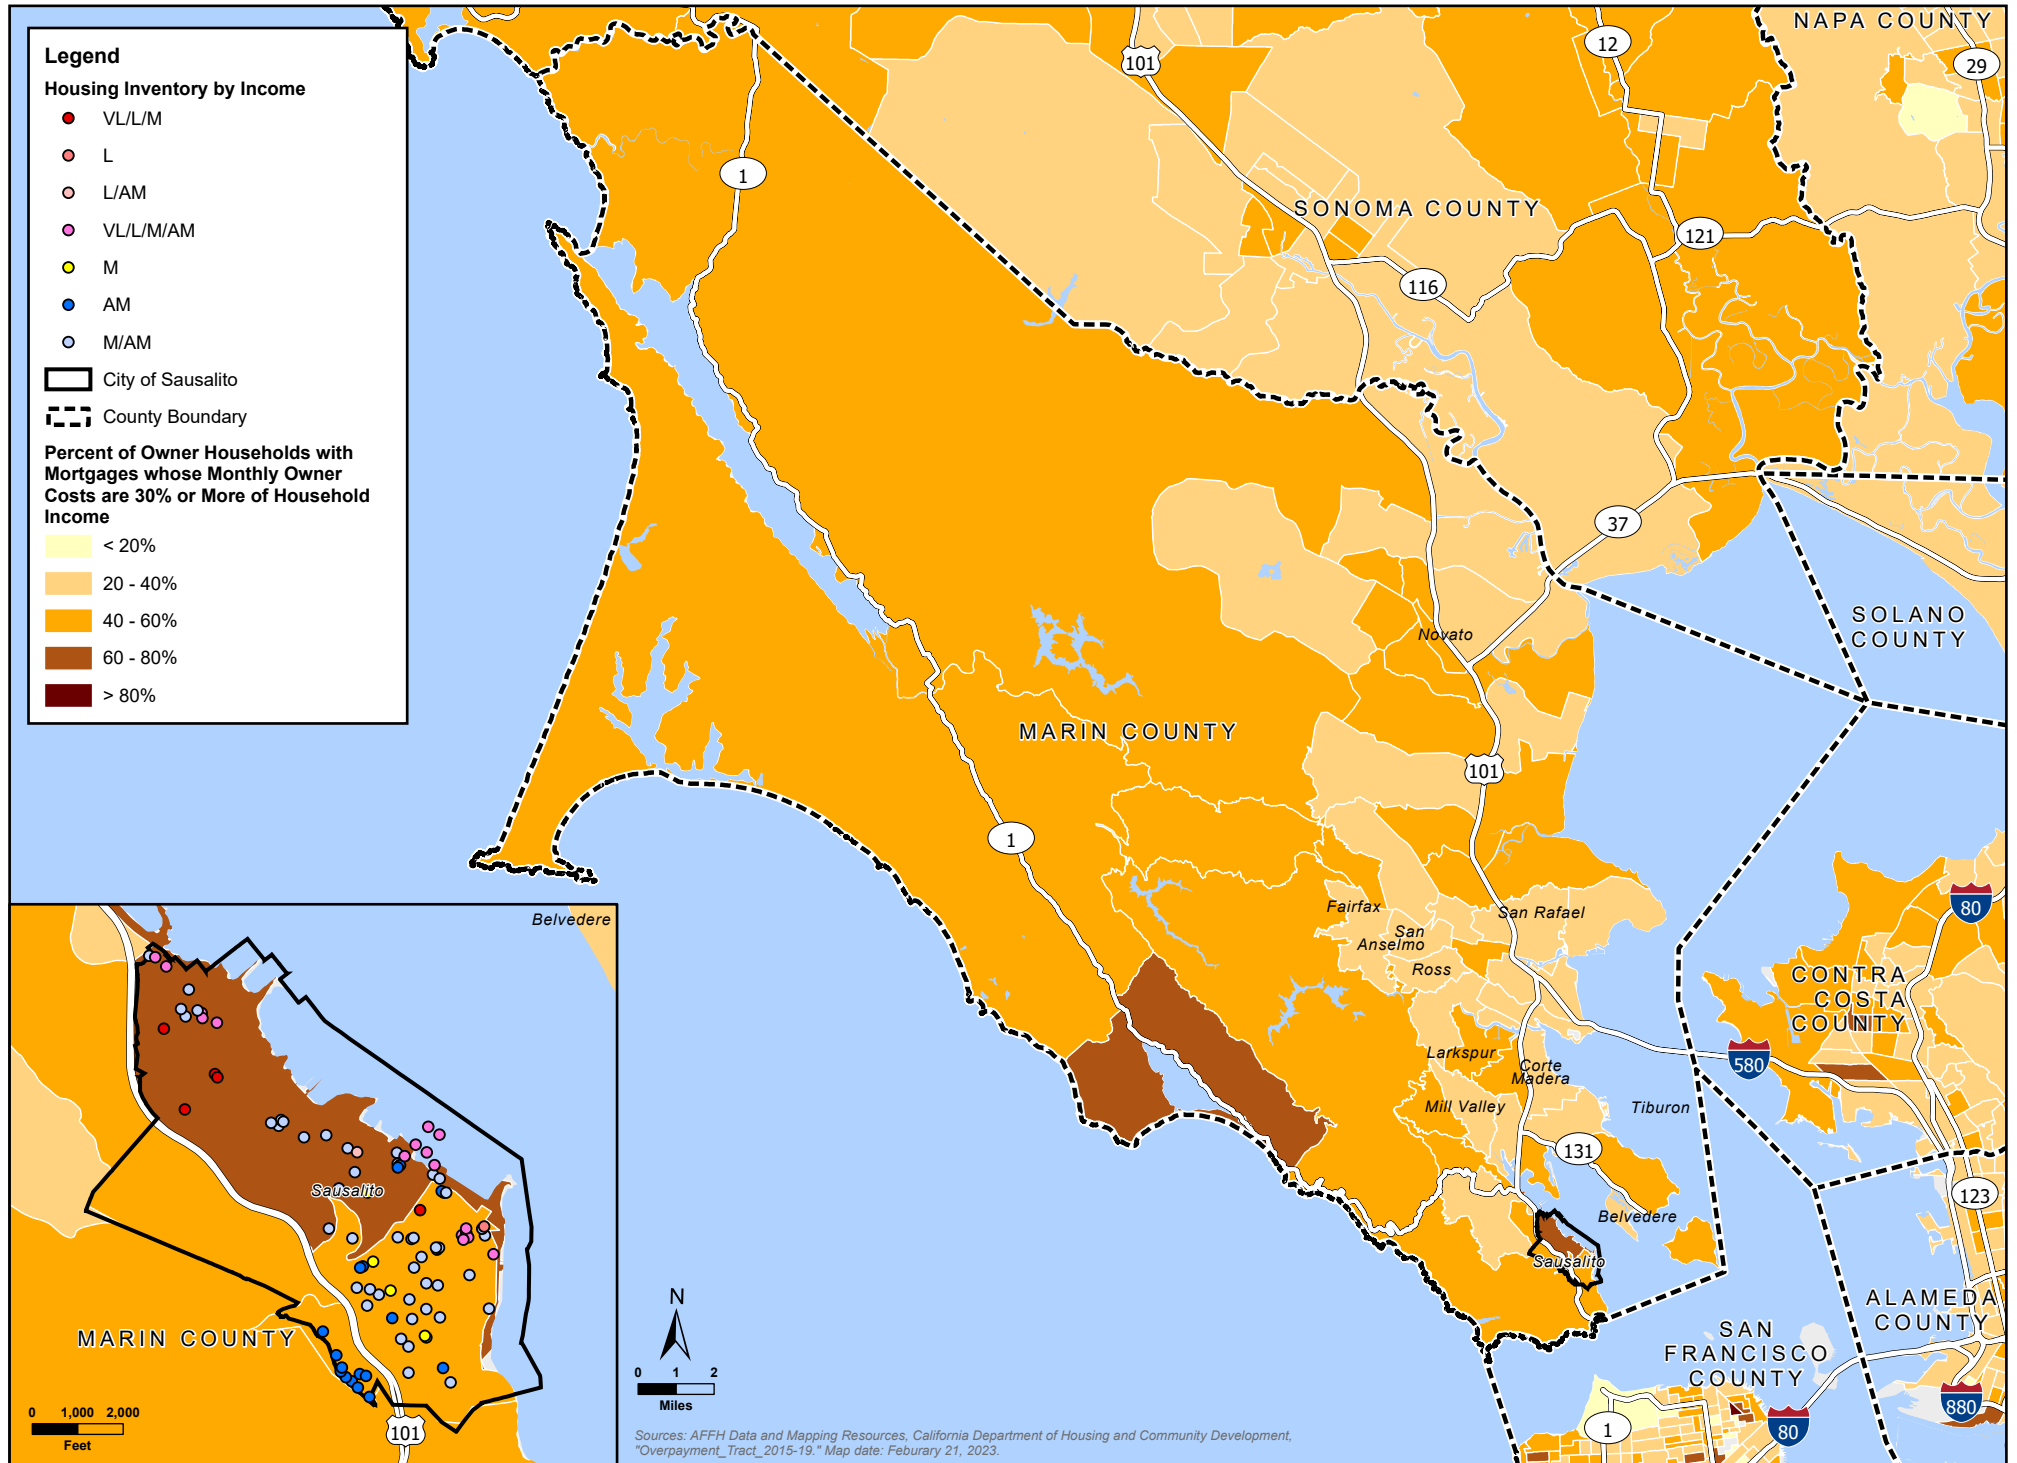 Legend
Housing Inventory by Income
VL/L/M
L
L/AM
VL/L/M/AM
M
AM
M/AM
City of Sausalito
County Boundary
Percent of Owner Households with
Mortgages whose Monthly Owner
Costs are 30% or More of Household
Income
< 20%
20 - 40%
40 - 60%
60 - 80%
> 80%
NAPA COUNTY
12
29
101
1
SONOMA COUNTY
121
116
37
SOLANO
COUNTY
Novato
MARIN COUNTY
101
1
80
Fairfax
San Rafael
San
Anselmo
Ross
CONTRA
COSTA
COUNTY
Larkspur
Corte
Madera
580
Mill Valley
Tiburon
131
123
Belvedere
Sausalito
ALAMEDA
COUNTY
SAN
FRANCISCO
COUNTY
880
80
1
Belvedere
Sausalito
MARIN COUNTY
101
0 1,000 2,000
Feet
N
0 1 2
Miles
Sources: AFFH Data and Mapping Resources, California Department of Housing and Community Development,
"Overpayment_Tract_2015-19." Map date: Feburary 21, 2023.